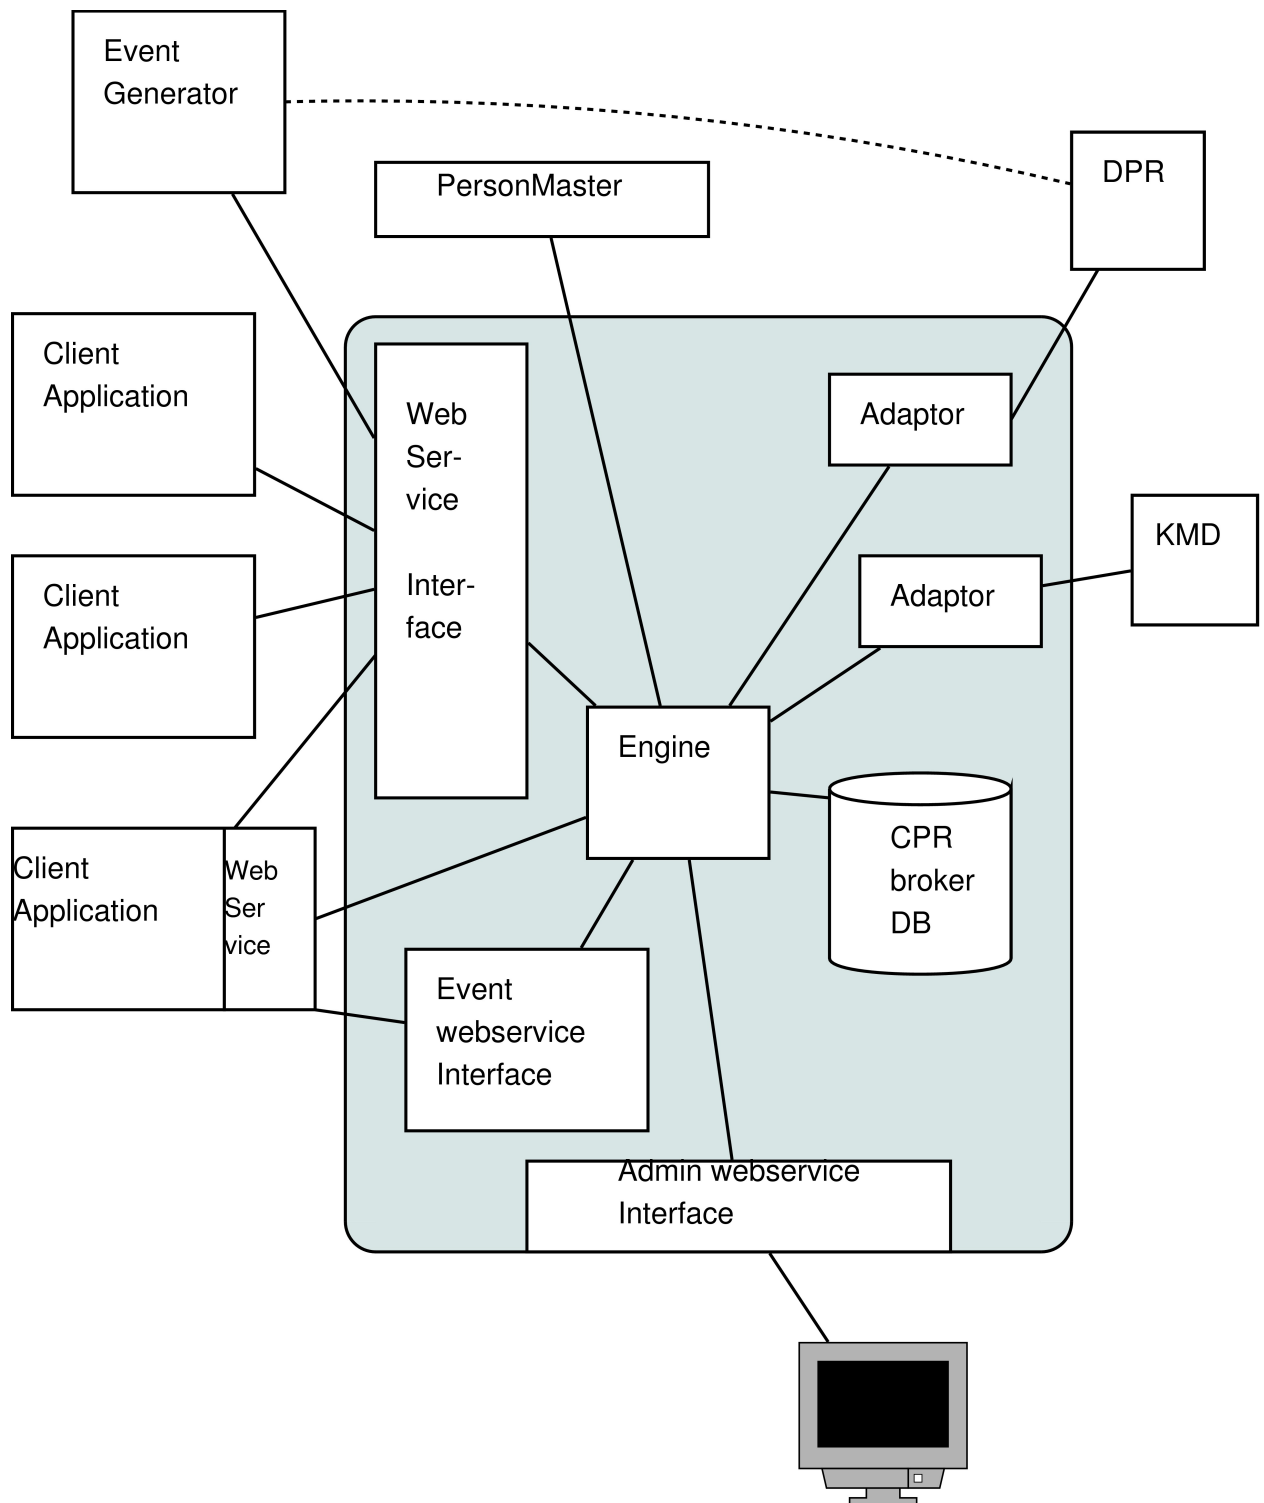 Event
Generator
PersonMaster
DPR
Client
Application
Web
Ser-
vice
Inter-
face
Adaptor
KMD
Client
Application
Adaptor
Engine
Client
Application
Web
Ser
vice
CPR
broker
DB
Event
webservice
Interface
Admin webservice
Interface